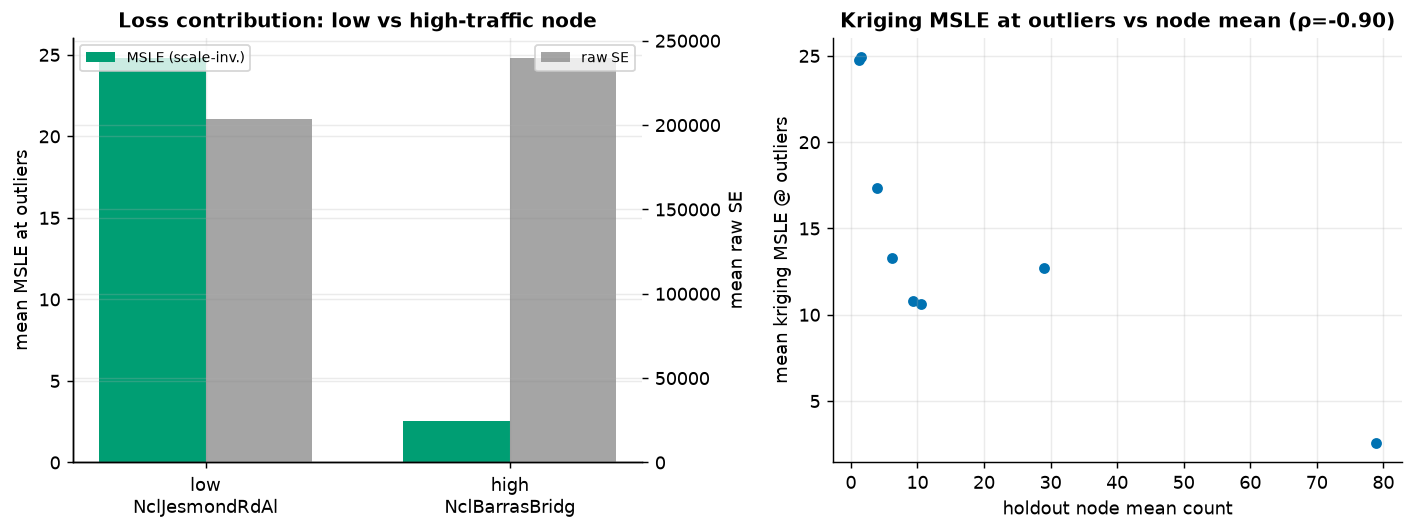 Loss contribution: low vs high-traffic node
MSLE (scale-inv.)
raw SE
mean MSLE at outliers
25
20
15
10
5
0
250000
200000
150000
100000
50000
0
mean raw SE
low
NclJesmondRdAl
high
NclBarrasBridg
Kriging MSLE at outliers vs node mean (ρ=-0.90)
mean kriging MSLE @ outliers
25
20
15
10
5
0 10 20 30 40 50 60 70 80
holdout node mean count